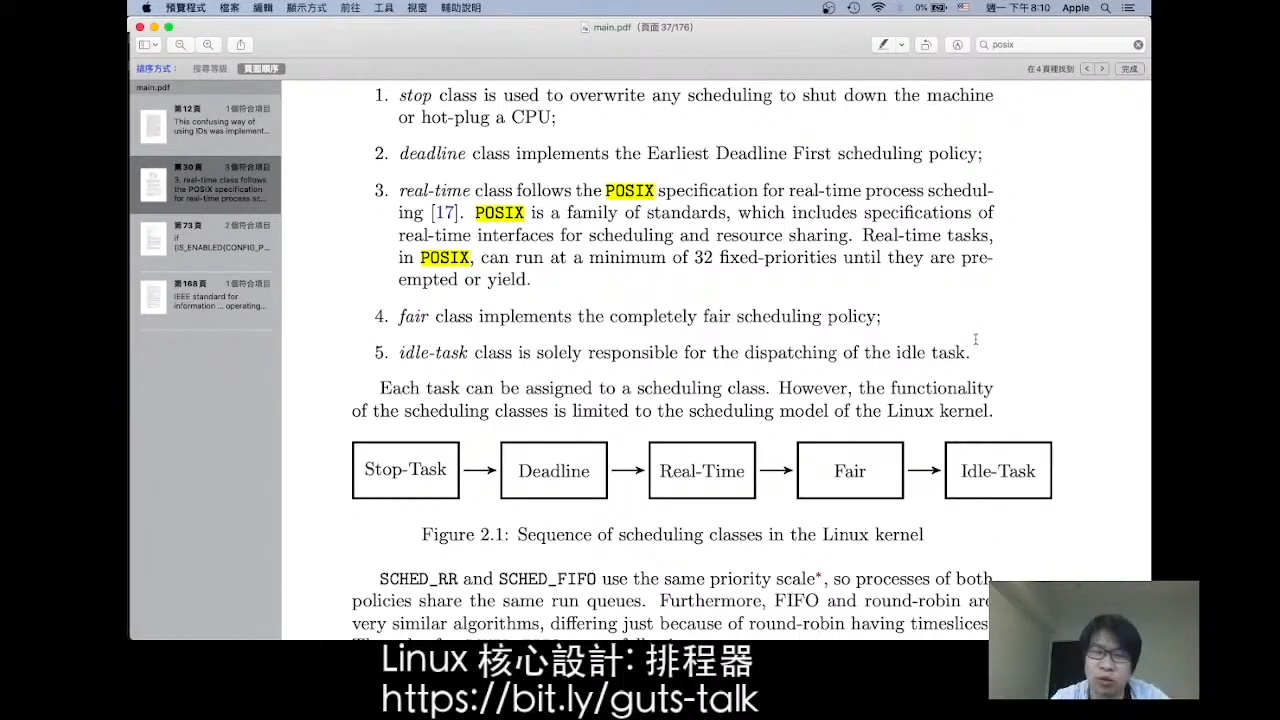 預覽程式 檔案 編輯 顯示方式 前往 工具 視窗 輔助說明 0% 週一 下午 8:10 Apple
main.pdf (頁面 37/176)
posix
排序方式： 搜尋等級 頁面順序 在 4 頁裡找到 < > 完成
main.pdf
第 12 頁 1 個符合項目
This confusing way of
using IDs was implement...
第 30 頁 3 個符合項目
3. real-time class follows
the POSIX specification
for real-time process sc...
第 73 頁 2 個符合項目
if
(IS_ENABLED(CONFIG_P...
第 168 頁 1 個符合項目
IEEE standard for
information ... operating...
1. stop class is used to overwrite any scheduling to shut down the machine
or hot-plug a CPU;
2. deadline class implements the Earliest Deadline First scheduling policy;
3. real-time class follows the POSIX specification for real-time process schedul-
ing [17]. POSIX is a family of standards, which includes specifications of
real-time interfaces for scheduling and resource sharing. Real-time tasks,
in POSIX, can run at a minimum of 32 fixed-priorities until they are pre-
empted or yield.
4. fair class implements the completely fair scheduling policy;
5. idle-task class is solely responsible for the dispatching of the idle task.
Each task can be assigned to a scheduling class. However, the functionality
of the scheduling classes is limited to the scheduling model of the Linux kernel.
Stop-Task Deadline Real-Time Fair Idle-Task
Figure 2.1: Sequence of scheduling classes in the Linux kernel
SCHED_RR and SCHED_FIFO use the same priority scale*, so processes of both
policies share the same run queues. Furthermore, FIFO and round-robin are
very similar algorithms, differing just because of round-robin having timeslices.
Linux 核心設計: 排程器
https://bit.ly/guts-talk